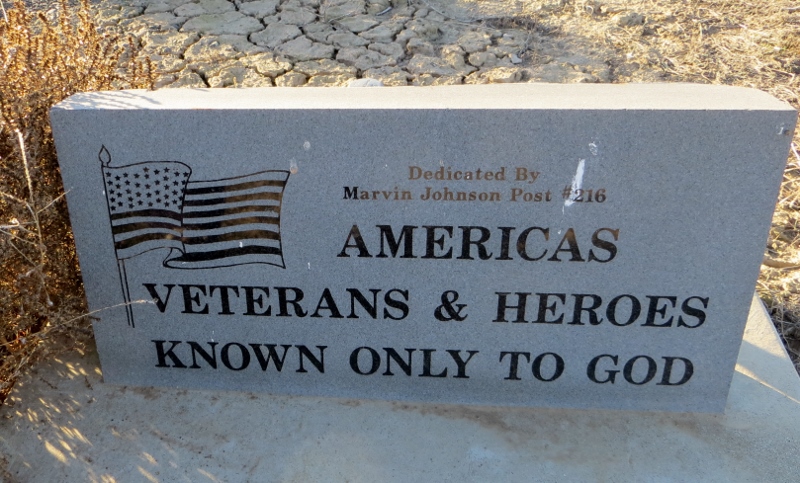 Dedicated By
Marvin Johnson Post #216
AMERICAS
VETERANS & HEROES
KNOWN ONLY TO GOD